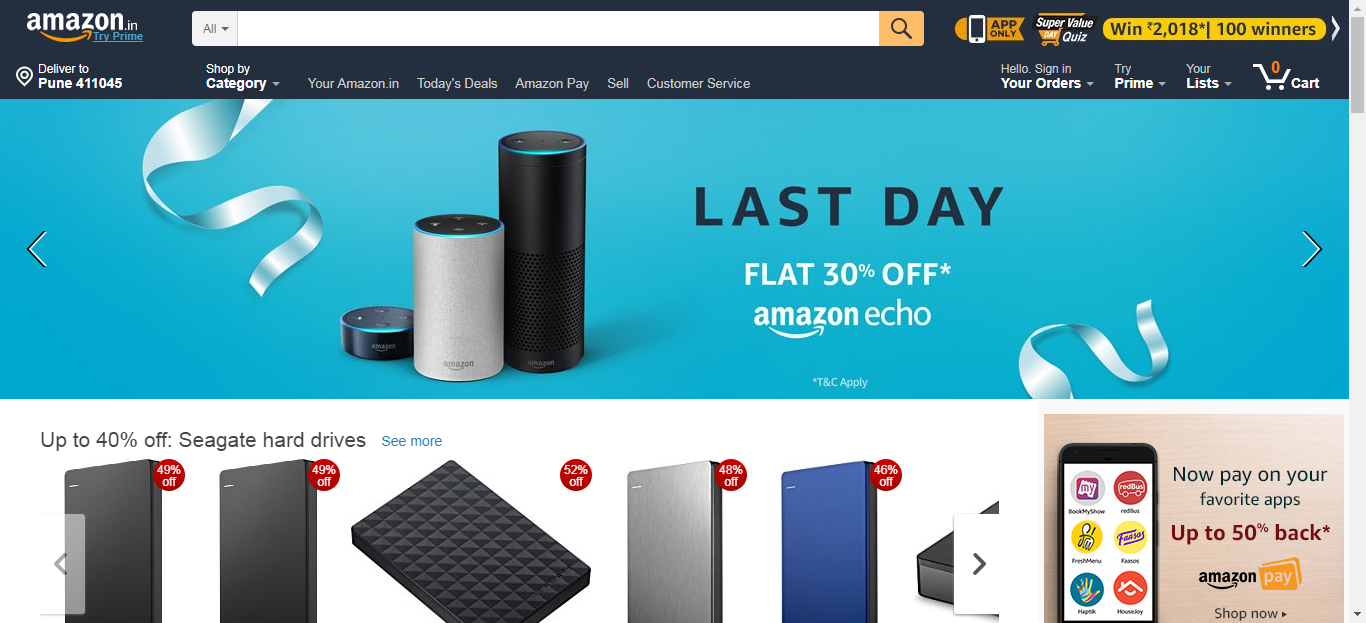 amazon.in
Try Prime
All
APP ONLY
Super Value DAY Quiz
Win ₹2,018*| 100 winners
Deliver to
Pune 411045
Shop by
Category
Your Amazon.in
Today's Deals
Amazon Pay
Sell
Customer Service
Hello. Sign in
Your Orders
Try
Prime
Your
Lists
0
Cart
LAST DAY
FLAT 30% OFF*
amazon echo
*T&C Apply
amazon
amazon
amazon
Up to 40% off: Seagate hard drives See more
49% off
49% off
52% off
48% off
46% off
Now pay on your
favorite apps
Up to 50% back*
amazon pay
Shop now
my
redBus
BookMyShow
redBus
Faasos
FreshMenu
Faasos
Haptik
HouseJoy